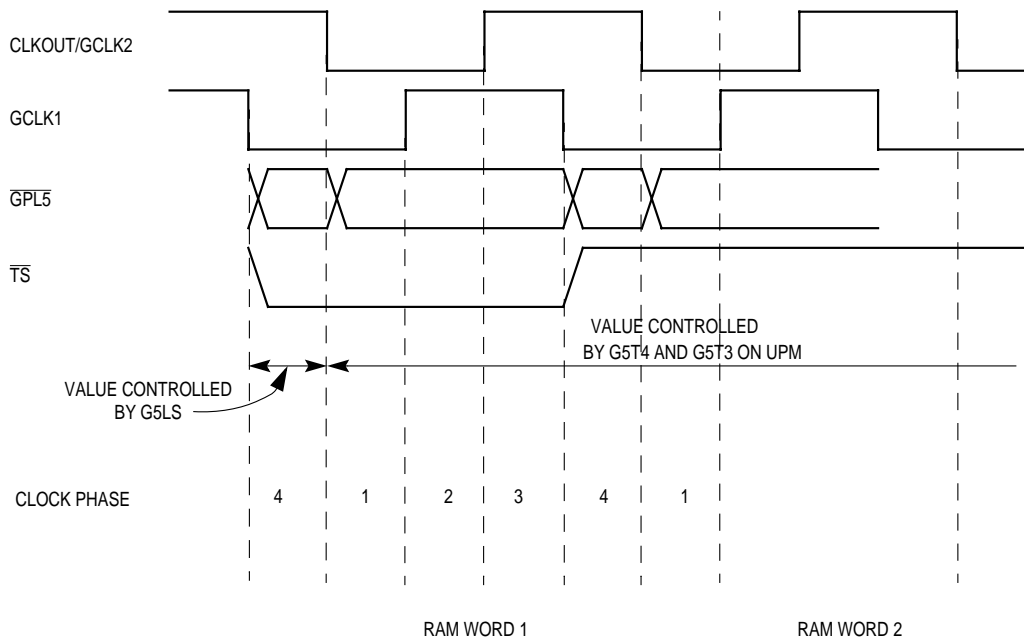 CLKOUT/GCLK2
GCLK1
GPL5
TS
VALUE CONTROLLED
BY G5T4 AND G5T3 ON UPM
VALUE CONTROLLED
BY G5LS
CLOCK PHASE 4 1 2 3 4 1
RAM WORD 1 RAM WORD 2